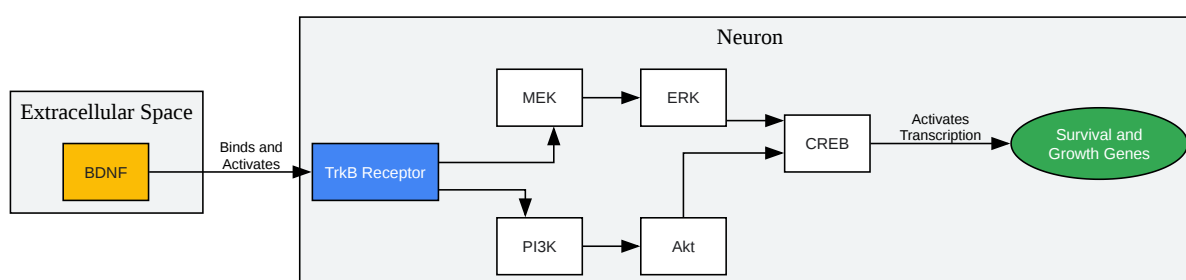 Neuron
Extracellular Space
BDNF
Binds and
Activates
TrkB Receptor
MEK
ERK
PI3K
Akt
CREB
Activates
Transcription
Survival and
Growth Genes